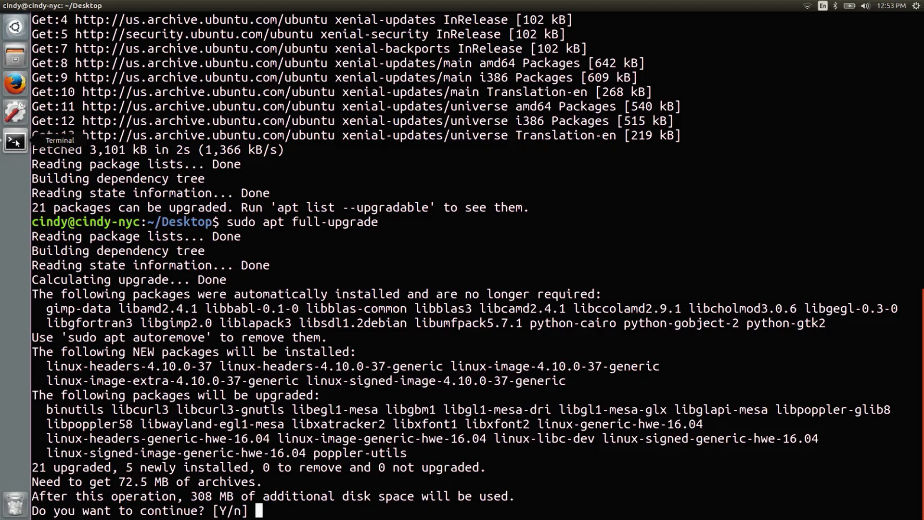 cindy@cindy-nyc: ~/Desktop
En
12:53 PM
Get:4 http://us.archive.ubuntu.com/ubuntu xenial-updates InRelease [102 kB]
Get:5 http://security.ubuntu.com/ubuntu xenial-security InRelease [102 kB]
Get:7 http://us.archive.ubuntu.com/ubuntu xenial-backports InRelease [102 kB]
Get:8 http://us.archive.ubuntu.com/ubuntu xenial-updates/main amd64 Packages [642 kB]
Get:9 http://us.archive.ubuntu.com/ubuntu xenial-updates/main i386 Packages [609 kB]
Get:10 http://us.archive.ubuntu.com/ubuntu xenial-updates/main Translation-en [268 kB]
Get:11 http://us.archive.ubuntu.com/ubuntu xenial-updates/universe amd64 Packages [540 kB]
Get:12 http://us.archive.ubuntu.com/ubuntu xenial-updates/universe i386 Packages [515 kB]
Get:13 http://us.archive.ubuntu.com/ubuntu xenial-updates/universe Translation-en [219 kB]
Terminal
Fetched 3,101 kB in 2s (1,366 kB/s)
Reading package lists... Done
Building dependency tree
Reading state information... Done
21 packages can be upgraded. Run 'apt list --upgradable' to see them.
cindy@cindy-nyc:~/Desktop$ sudo apt full-upgrade
Reading package lists... Done
Building dependency tree
Reading state information... Done
Calculating upgrade... Done
The following packages were automatically installed and are no longer required:
gimp-data libamd2.4.1 libbabl-0.1-0 libblas-common libblas3 libcamd2.4.1 libccolamd2.9.1 libcholmod3.0.6 libgegl-0.3-0
libgfortran3 libgimp2.0 liblapack3 libsdl1.2debian libumfpack5.7.1 python-cairo python-gobject-2 python-gtk2
Use 'sudo apt autoremove' to remove them.
The following NEW packages will be installed:
linux-headers-4.10.0-37 linux-headers-4.10.0-37-generic linux-image-4.10.0-37-generic
linux-image-extra-4.10.0-37-generic linux-signed-image-4.10.0-37-generic
The following packages will be upgraded:
binutils libcurl3 libcurl3-gnutls libegl1-mesa libgbm1 libgl1-mesa-dri libgl1-mesa-glx libglapi-mesa libpoppler-glib8
libpoppler58 libwayland-egl1-mesa libxatracker2 libxfont1 libxfont2 linux-generic-hwe-16.04
linux-headers-generic-hwe-16.04 linux-image-generic-hwe-16.04 linux-libc-dev linux-signed-generic-hwe-16.04
linux-signed-image-generic-hwe-16.04 poppler-utils
21 upgraded, 5 newly installed, 0 to remove and 0 not upgraded.
Need to get 72.5 MB of archives.
After this operation, 308 MB of additional disk space will be used.
Do you want to continue? [Y/n]